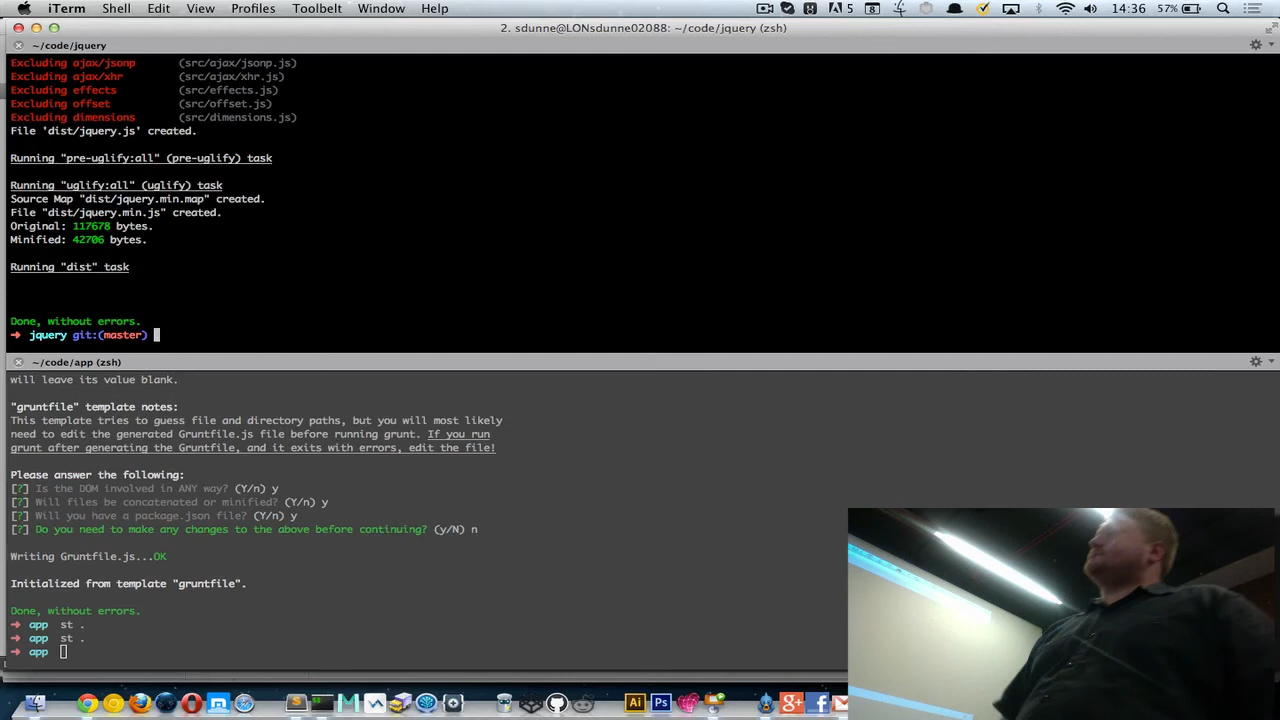 iTerm Shell Edit View Profiles Toolbelt Window Help 5 8 14:36 57%
2. sdunne@LONsdunne02088: ~/code/jquery (zsh)
~/code/jquery
Excluding ajax/jsonp (src/ajax/jsonp.js)
Excluding ajax/xhr (src/ajax/xhr.js)
Excluding effects (src/effects.js)
Excluding offset (src/offset.js)
Excluding dimensions (src/dimensions.js)
File 'dist/jquery.js' created.
Running "pre-uglify:all" (pre-uglify) task
Running "uglify:all" (uglify) task
Source Map "dist/jquery.min.map" created.
File "dist/jquery.min.js" created.
Original: 117678 bytes.
Minified: 42706 bytes.
Running "dist" task
Done, without errors.
➜ jquery git:(master)
~/code/app (zsh)
will leave its value blank.
"gruntfile" template notes:
This template tries to guess file and directory paths, but you will most likely
need to edit the generated Gruntfile.js file before running grunt. If you run
grunt after generating the Gruntfile, and it exits with errors, edit the file!
Please answer the following:
[?] Is the DOM involved in ANY way? (Y/n) y
[?] Will files be concatenated or minified? (Y/n) y
[?] Will you have a package.json file? (Y/n) y
[?] Do you need to make any changes to the above before continuing? (y/N) n
Writing Gruntfile.js...OK
Initialized from template "gruntfile".
Done, without errors.
➜ app st .
➜ app st .
➜ app
Ai Ps g+ f